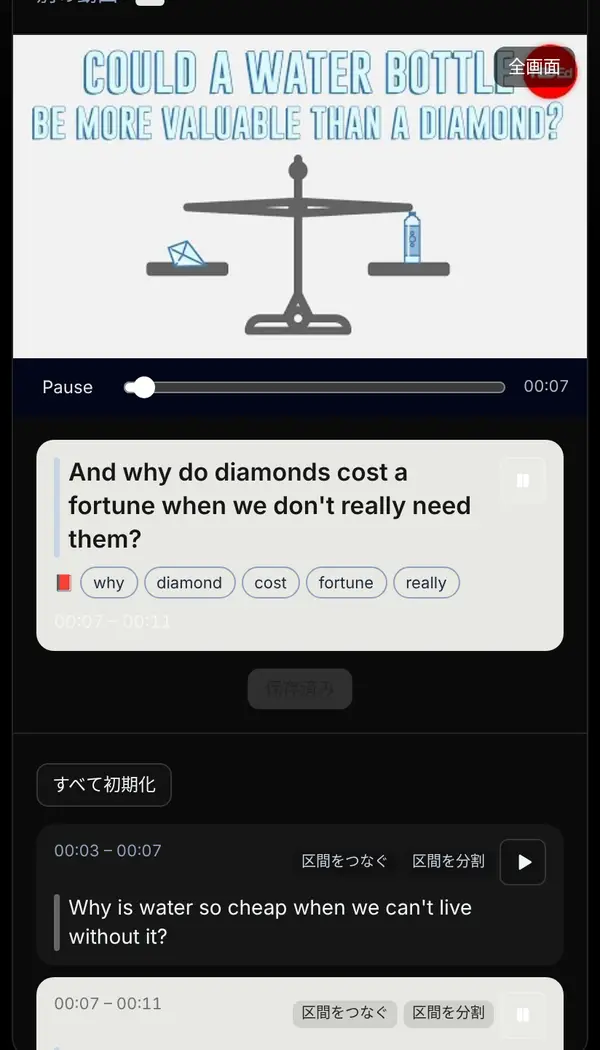 別の動画
COULD A WATER BOTTLE
全画面
BE MORE VALUABLE THAN A DIAMOND?
Pause
00:07
And why do diamonds cost a
fortune when we don't really need
them?
why diamond cost fortune really
00:07 – 00:11
保存済み
すべて初期化
00:03 – 00:07
区間をつなぐ 区間を分割
Why is water so cheap when we can't live
without it?
00:07 – 00:11
区間をつなぐ 区間を分割